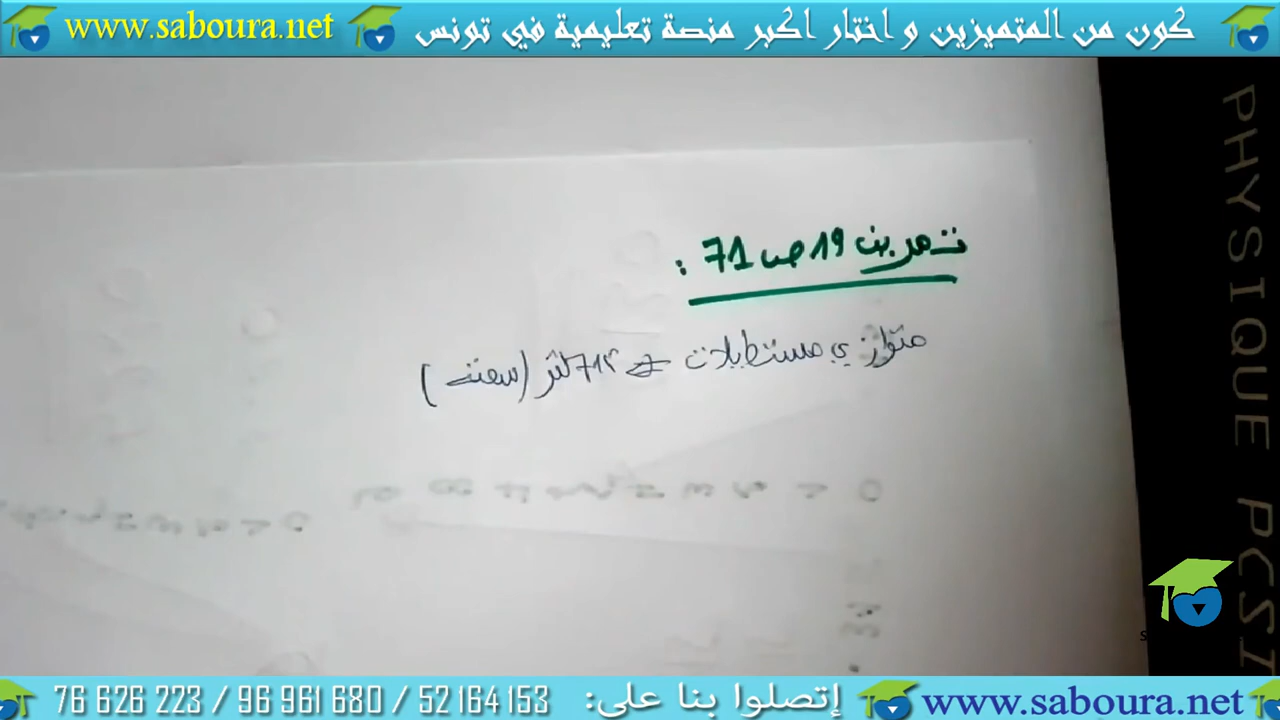 www.saboura.net
كون من المتميزين و اختار اكبر منصة تعليمية في تونس
تمرين 19 ص 71 :
متوازي مستطيلات ⇐ 712 لتر (سعته)
PHYSIQUE PCSI
إتصلوا بنا على: 76 626 223 / 96 961 680 / 52 164 153
www.saboura.net